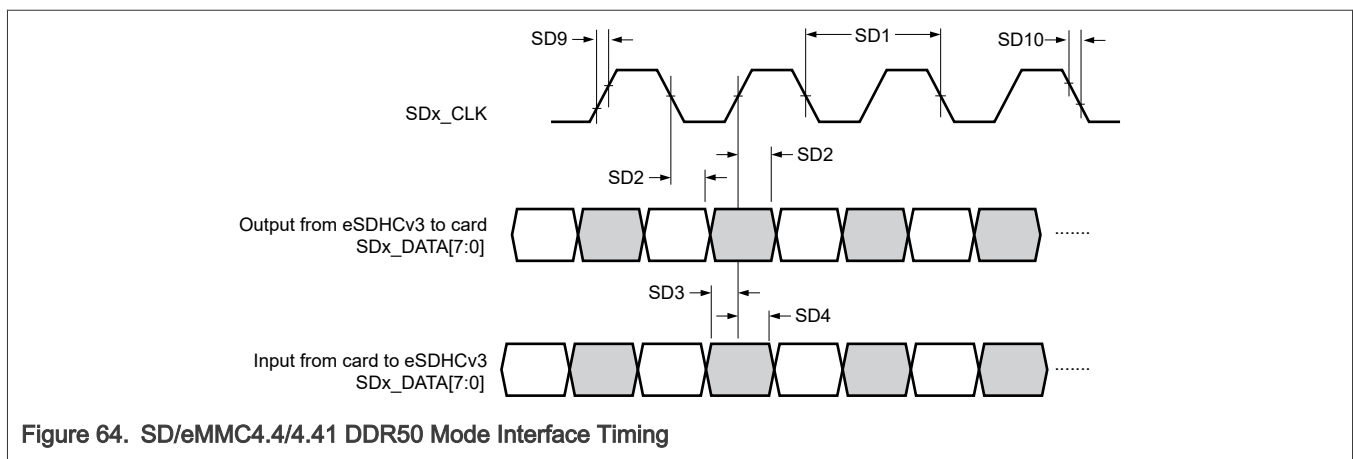 SD9
SD1
SD10
SDx_CLK
SD2
SD2
Output from eSDHCv3 to card
SDx_DATA[7:0]
.......
SD3
SD4
Input from card to eSDHCv3
SDx_DATA[7:0]
.......
Figure 64. SD/eMMC4.4/4.41 DDR50 Mode Interface Timing